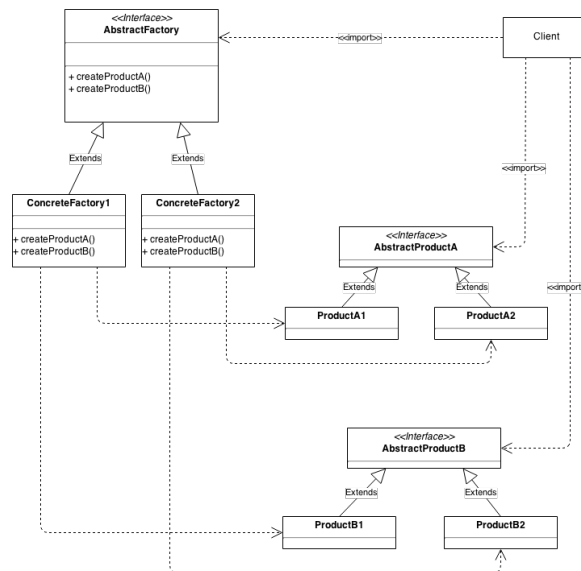 <<Interface>>
AbstractFactory
+ createProductA()
+ createProductB()
<<import>>
Client
Extends
Extends
<<import>>
ConcreteFactory1
+ createProductA()
+ createProductB()
ConcreteFactory2
+ createProductA()
+ createProductB()
<<Interface>>
AbstractProductA
Extends
Extends
<<import
ProductA1
ProductA2
<<Interface>>
AbstractProductB
Extends
Extends
ProductB1
ProductB2